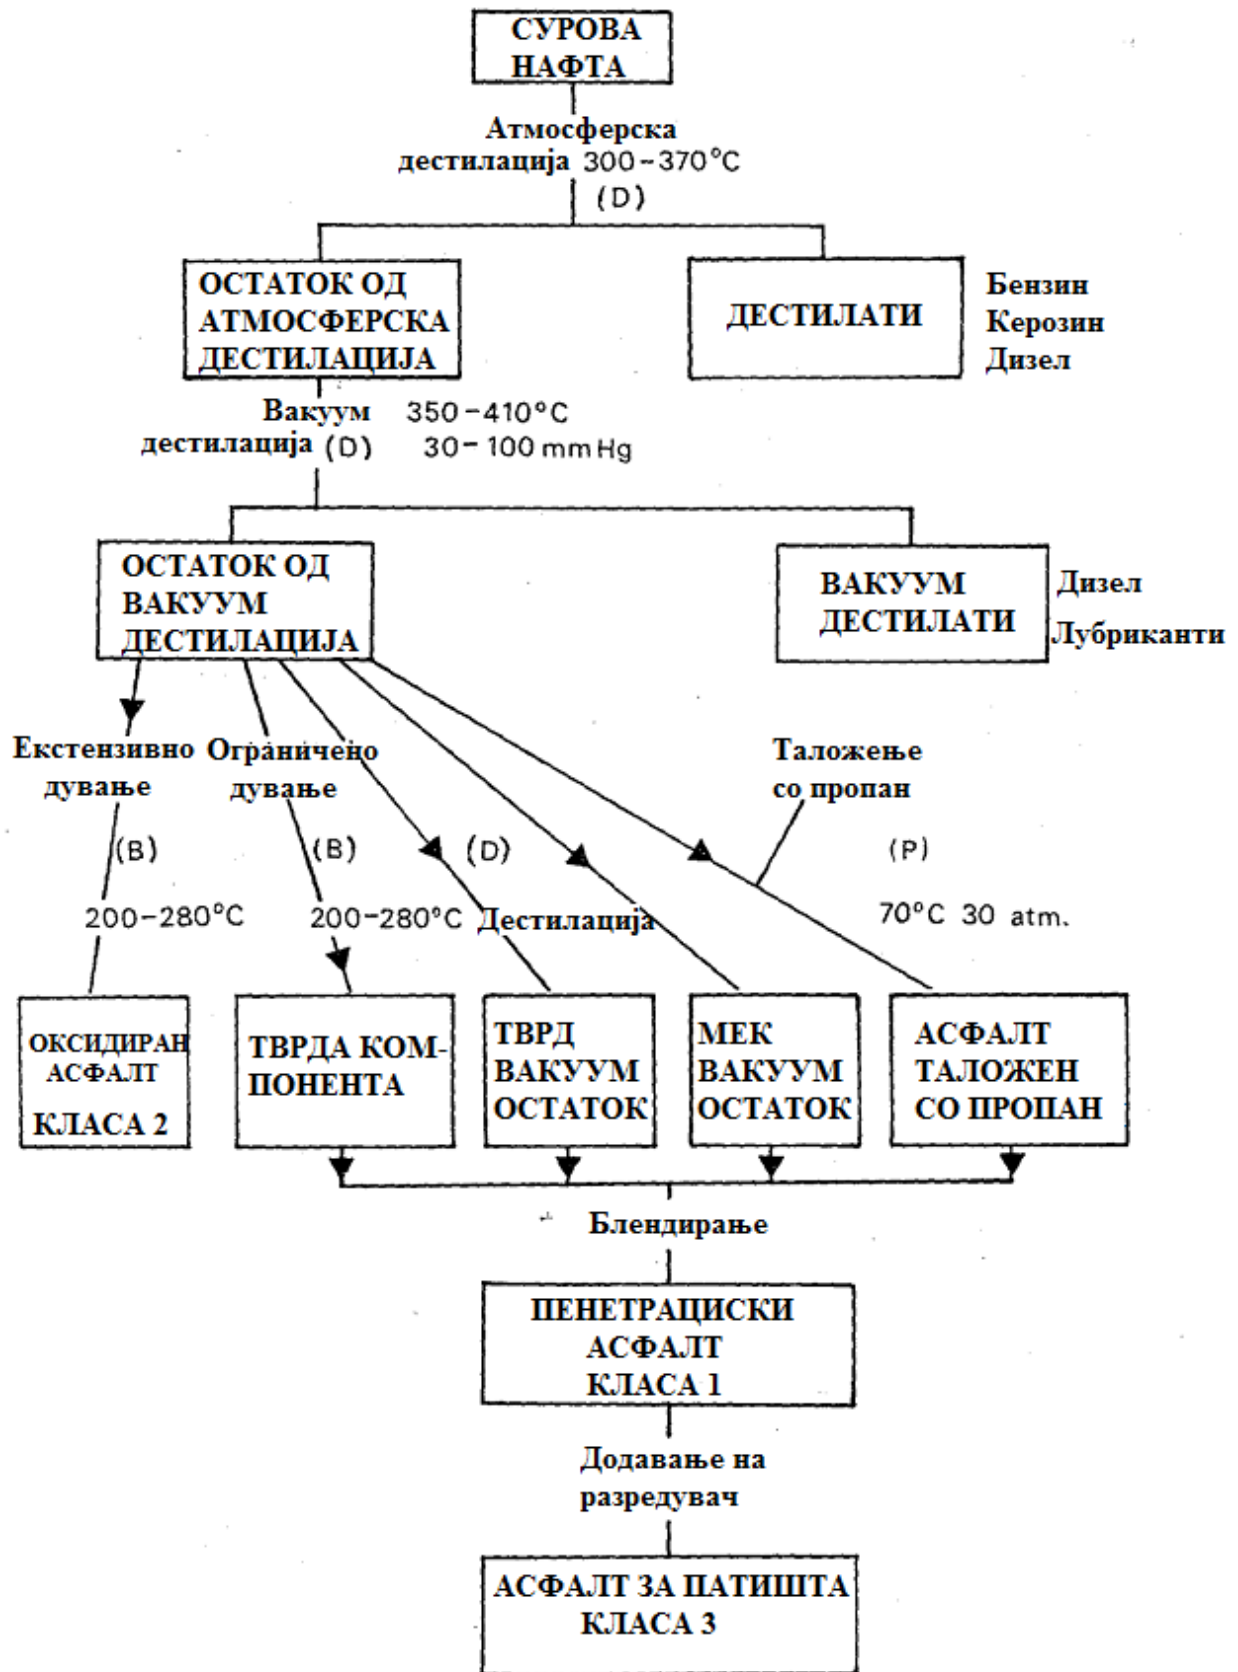 СУРОВА
НАФТА
Атмосферска
дестилација 300-370°C
(D)
ОСТАТОК ОД
АТМОСФЕРСКА
ДЕСТИЛАЦИЈА
ДЕСТИЛАТИ
Бензин
Керозин
Дизел
Вакуум 350-410°C
дестилација (D) 30-100 mm Hg
ОСТАТОК ОД
ВАКУУМ
ДЕСТИЛАЦИЈА
ВАКУУМ
ДЕСТИЛАТИ
Дизел
Лубриканти
Екстензивно
дување
Ограничено
дување
Таложење
со пропан
(B)
(B)
(D)
(P)
200-280°C
200-280°C
Дестилација
70°C 30 atm.
ОКСИДИРАН
АСФАЛТ
КЛАСА 2
ТВРДА КОМ-
ПОНЕНТА
ТВРД
ВАКУУМ
ОСТАТОК
МЕК
ВАКУУМ
ОСТАТОК
АСФАЛТ
ТАЛОЖЕН
СО ПРОПАН
Блендирање
ПЕНЕТРАЦИСКИ
АСФАЛТ
КЛАСА 1
Додавање на
разредувач
АСФАЛТ ЗА ПАТИШТА
КЛАСА 3